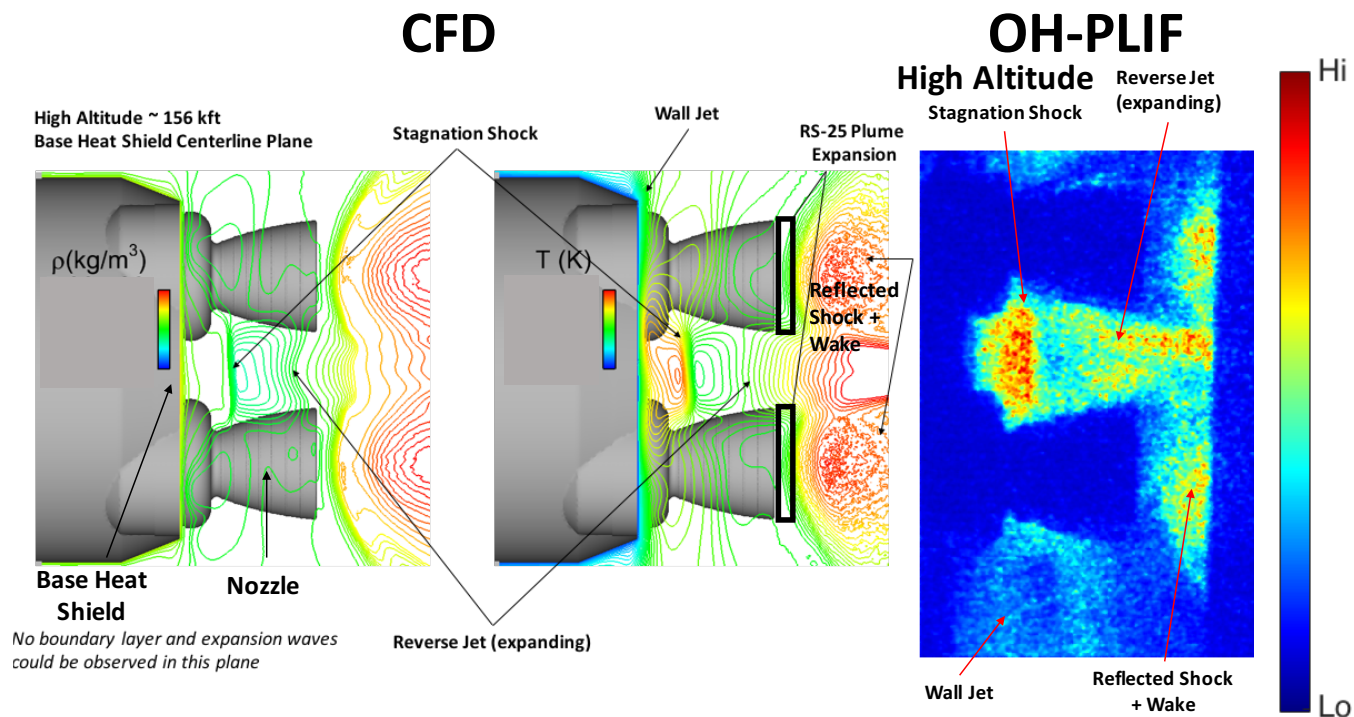 CFD
OH-PLIF
High Altitude ~ 156 kft
Base Heat Shield Centerline Plane
Stagnation Shock
Wall Jet
RS-25 Plume
Expansion
High Altitude
Stagnation Shock
Reverse Jet
(expanding)
Hi
ρ(kg/m³)
T (K)
Reflected
Shock +
Wake
Base Heat
Shield
Nozzle
No boundary layer and expansion waves
could be observed in this plane
Reverse Jet (expanding)
Wall Jet
Reflected Shock
+ Wake
Lo